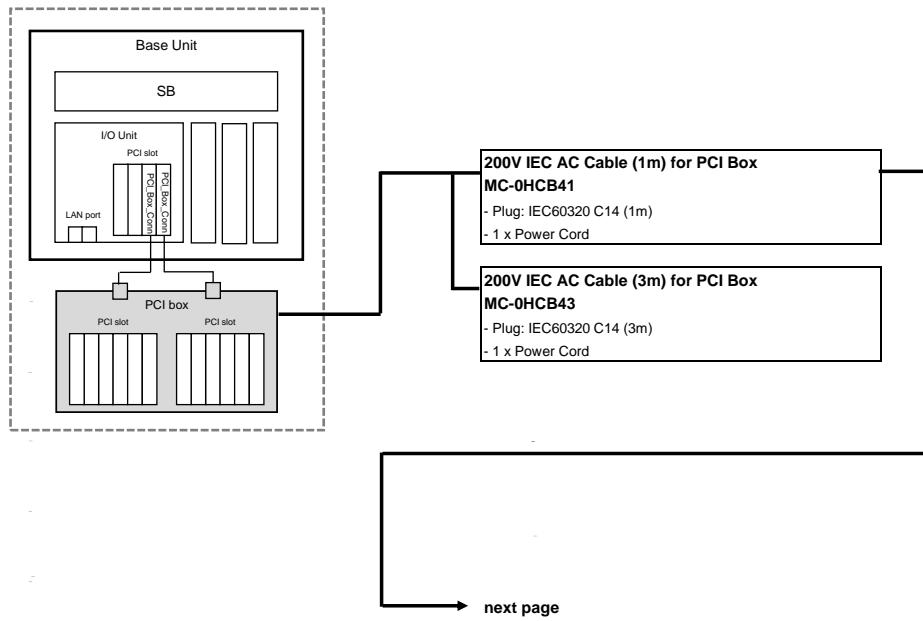 Base Unit
SB
I/O Unit
PCI slot
PCI_Box_Conn
PCI_Box_Conn
LAN port
PCI box
PCI slot
PCI slot
200V IEC AC Cable (1m) for PCI Box
MC-0HCB41
- Plug: IEC60320 C14 (1m)
- 1 x Power Cord
200V IEC AC Cable (3m) for PCI Box
MC-0HCB43
- Plug: IEC60320 C14 (3m)
- 1 x Power Cord
next page